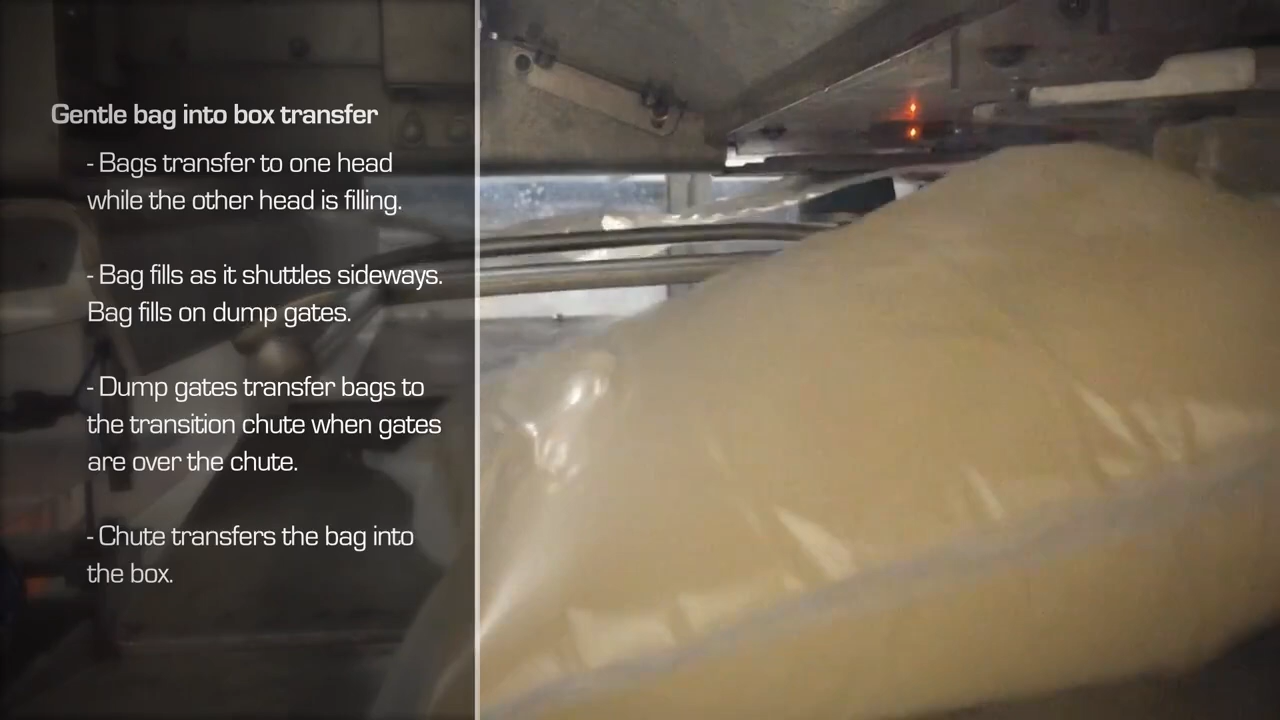 Gentle bag into box transfer
- Bags transfer to one head
while the other head is filling.
- Bag fills as it shuttles sideways.
Bag fills on dump gates.
- Dump gates transfer bags to
the transition chute when gates
are over the chute.
- Chute transfers the bag into
the box.